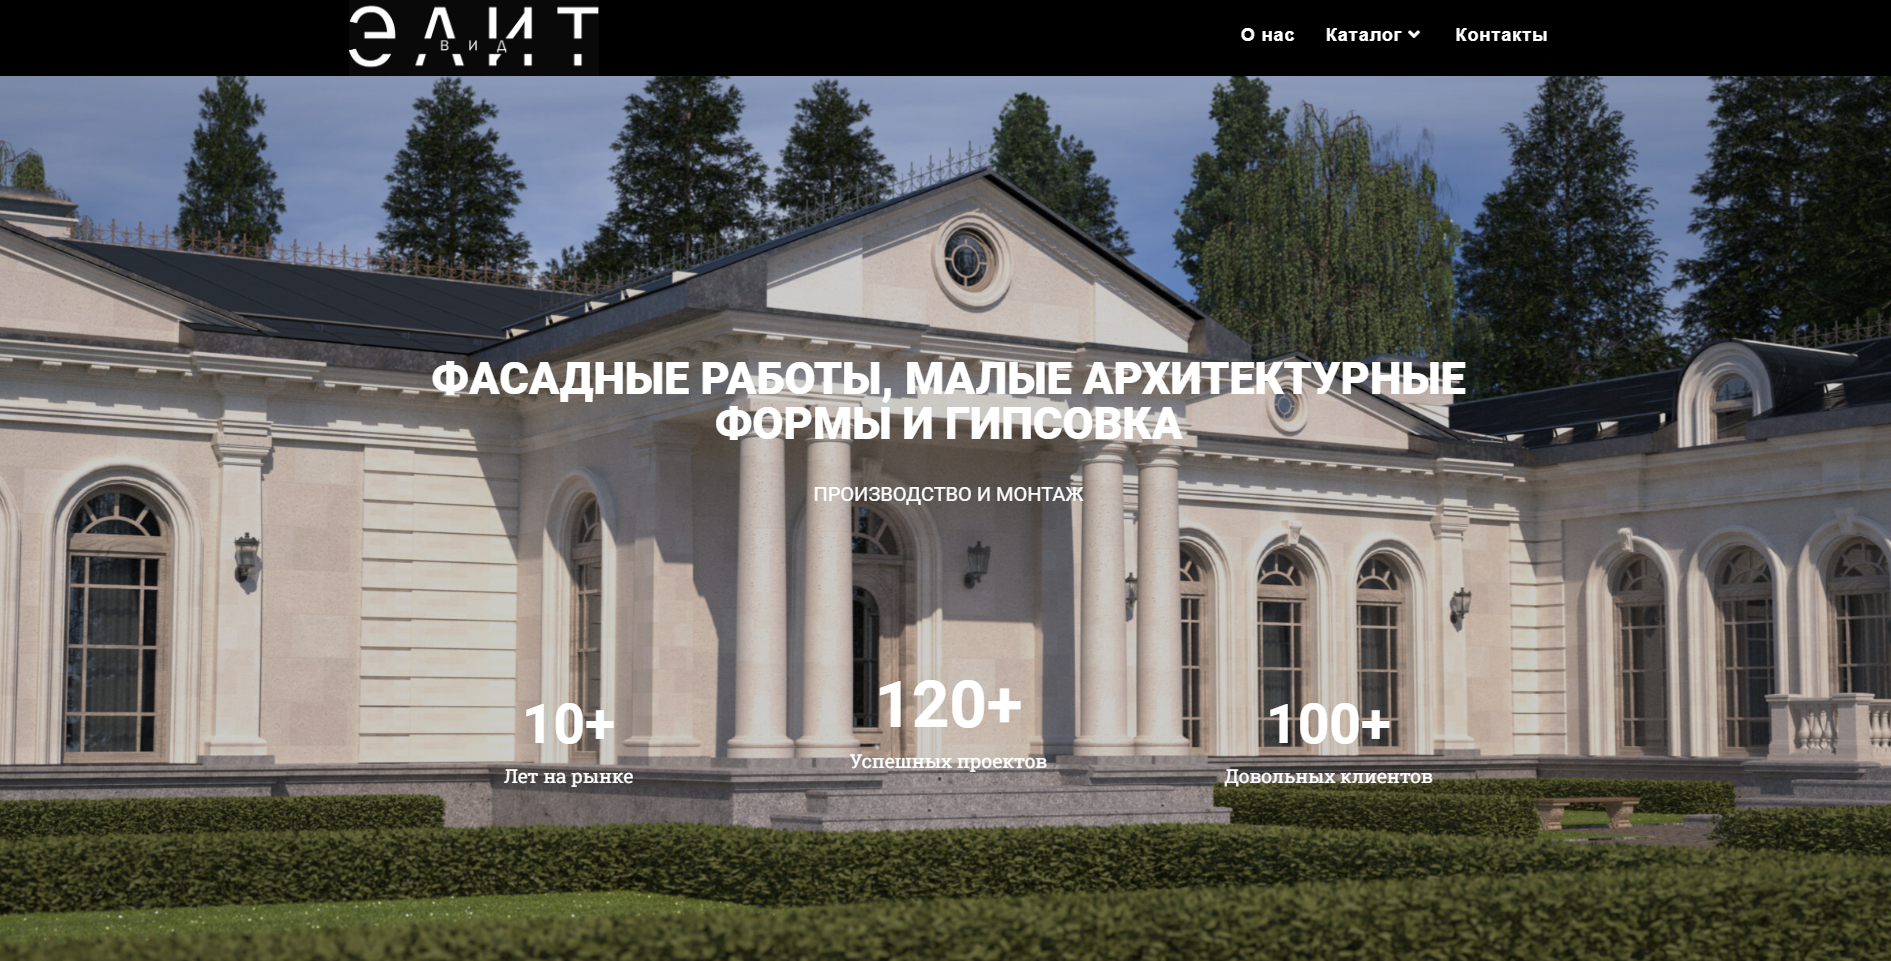 ЭЛИТ
ВИД
О нас Каталог Контакты
ФАСАДНЫЕ РАБОТЫ, МАЛЫЕ АРХИТЕКТУРНЫЕ
ФОРМЫ И ГИПСОВКА
ПРОИЗВОДСТВО И МОНТАЖ
10+ 120+ 100+
Лет на рынке Успешных проектов Довольных клиентов